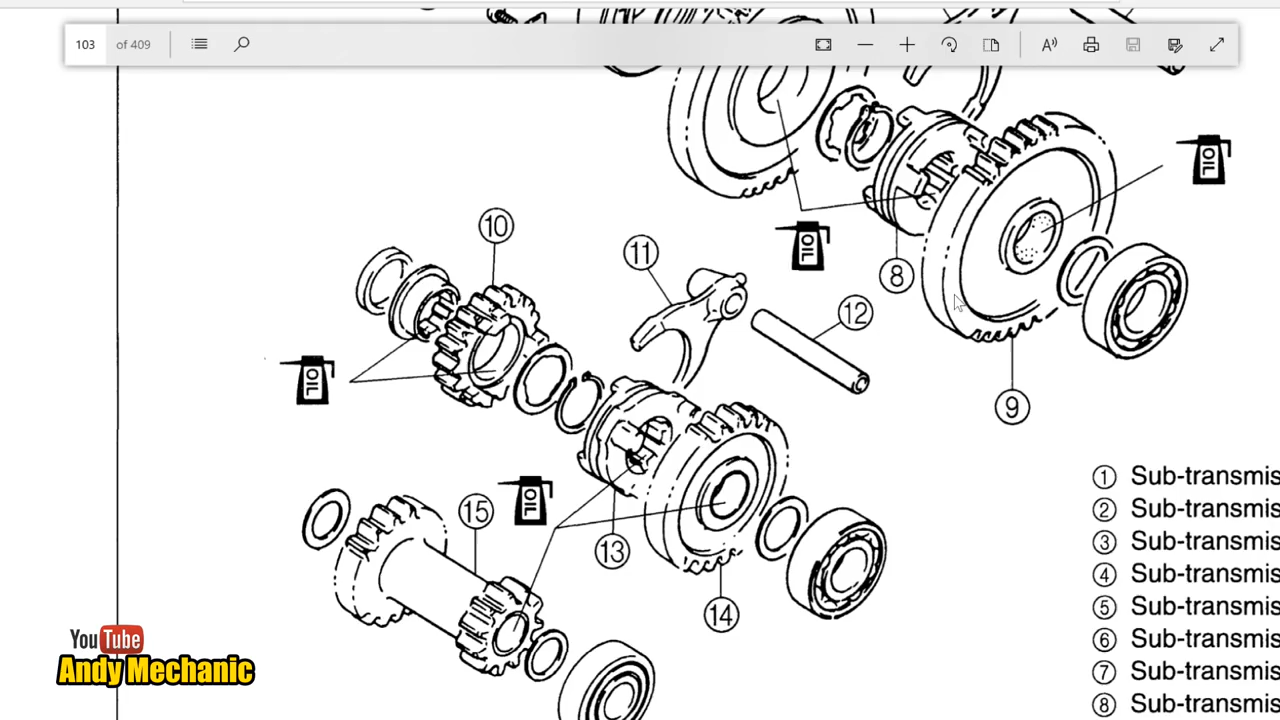 103 of 409
OIL
8
OIL
10
11
12
9
OIL
① Sub-transmis
② Sub-transmis
15
OIL
13
③ Sub-transmis
④ Sub-transmis
14
⑤ Sub-transmis
⑥ Sub-transmis
⑦ Sub-transmis
⑧ Sub-transmis
YouTube
Andy Mechanic